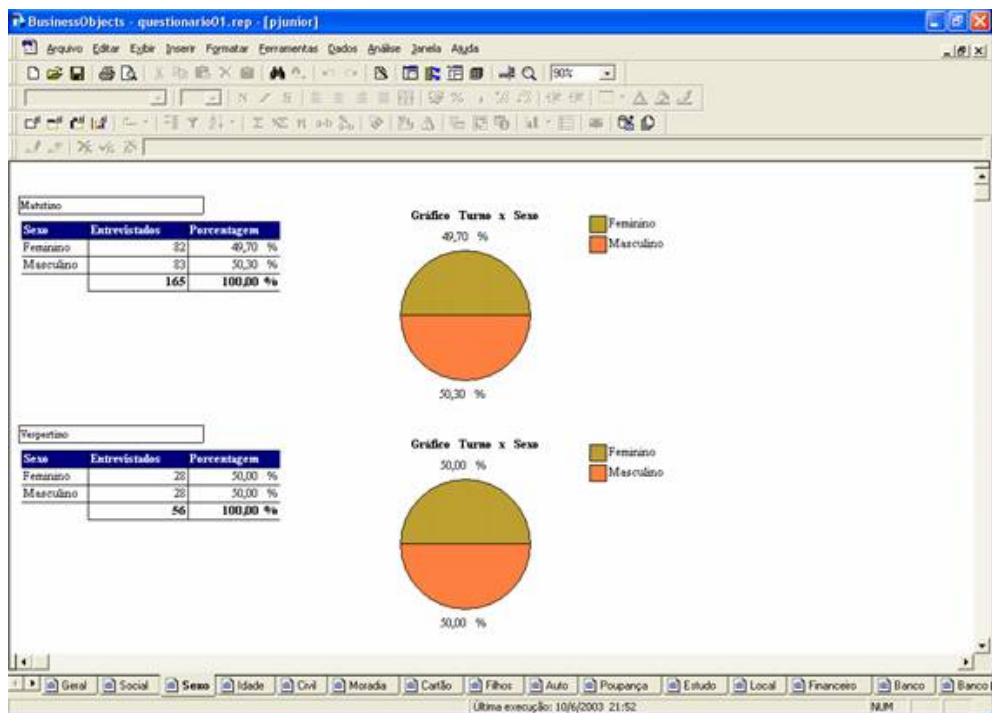 BusinessObjects - questionario01.rep - [pjunior]
Arquivo Editar Exibir Inserir Formatar Ferramentas Dados Análise Janela Ajuda
90%
Matutino
Sexo Entrevistados Porcentagem
Feminino 82 49,70 %
Masculino 83 50,30 %
165 100,00 %
Gráfico Turno x Sexo
49,70 %
50,30 %
Feminino
Masculino
Vespertino
Sexo Entrevistados Porcentagem
Feminino 28 50,00 %
Masculino 28 50,00 %
56 100,00 %
Gráfico Turno x Sexo
50,00 %
50,00 %
Feminino
Masculino
Geral Social Sexo Idade Civil Moradia Cartão Filhos Auto Poupança Estudo Local Financeiro Banco Banco
Última execução: 10/6/2003 21:52 NUM